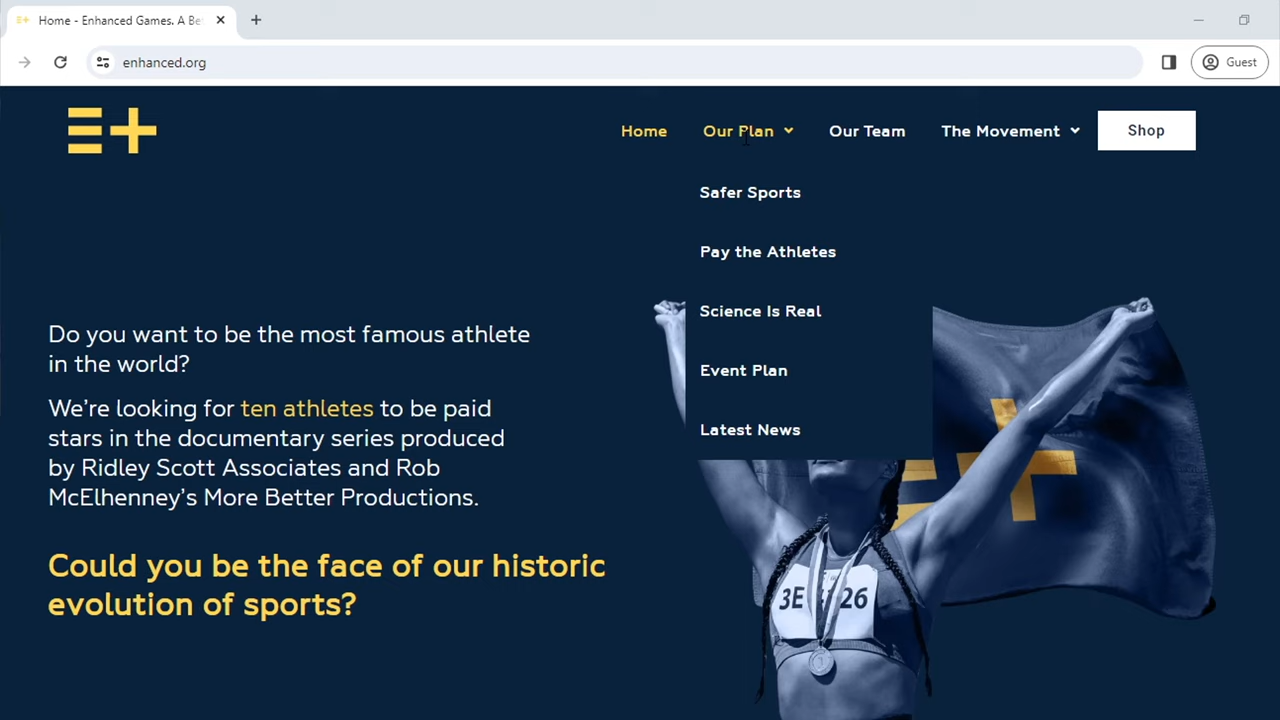 Home - Enhanced Games. A Be
enhanced.org
Guest
Home
Our Plan
Our Team
The Movement
Shop
Safer Sports
Pay the Athletes
Science Is Real
Event Plan
Latest News
Do you want to be the most famous athlete
in the world?
We’re looking for ten athletes to be paid
stars in the documentary series produced
by Ridley Scott Associates and Rob
McElhenney’s More Better Productions.
Could you be the face of our historic
evolution of sports?